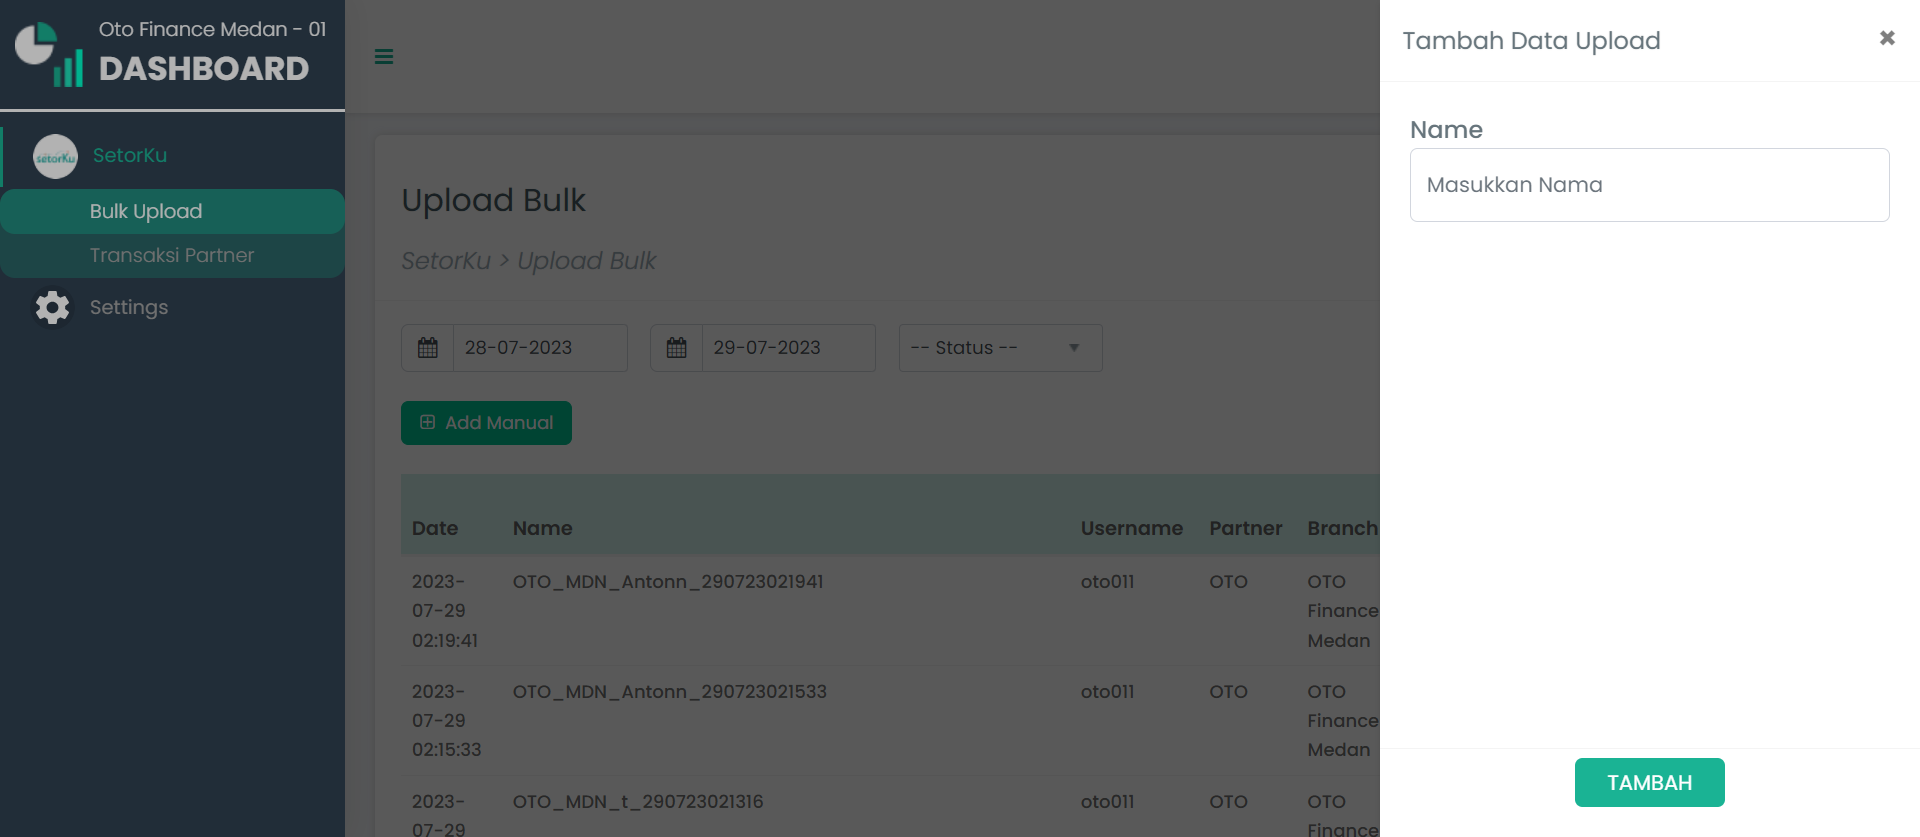 Oto Finance Medan - 01
DASHBOARD
setorKu
SetorKu
Bulk Upload
Transaksi Partner
Settings
Upload Bulk
SetorKu > Upload Bulk
28-07-2023
29-07-2023
-- Status --
Add Manual
Date Name Username Partner Branch
2023-07-29 02:19:41 OTO_MDN_Antonn_290723021941 oto011 OTO OTO Finance Medan
2023-07-29 02:15:33 OTO_MDN_Antonn_290723021533 oto011 OTO OTO Finance Medan
2023-07-29 OTO_MDN_t_290723021316 oto011 OTO OTO Finance
Tambah Data Upload
Name
Masukkan Nama
TAMBAH